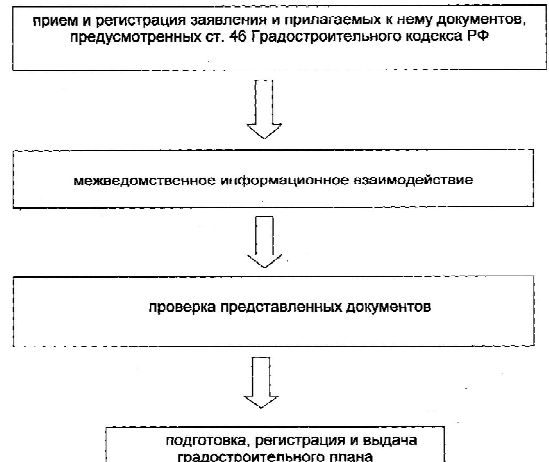 прием и регистрация заявления и прилагаемых к нему документов,
предусмотренных ст. 46 Градостроительного кодекса РФ
межведомственное информационное взаимодействие
проверка представленных документов
подготовка, регистрация и выдача
градостроительного плана